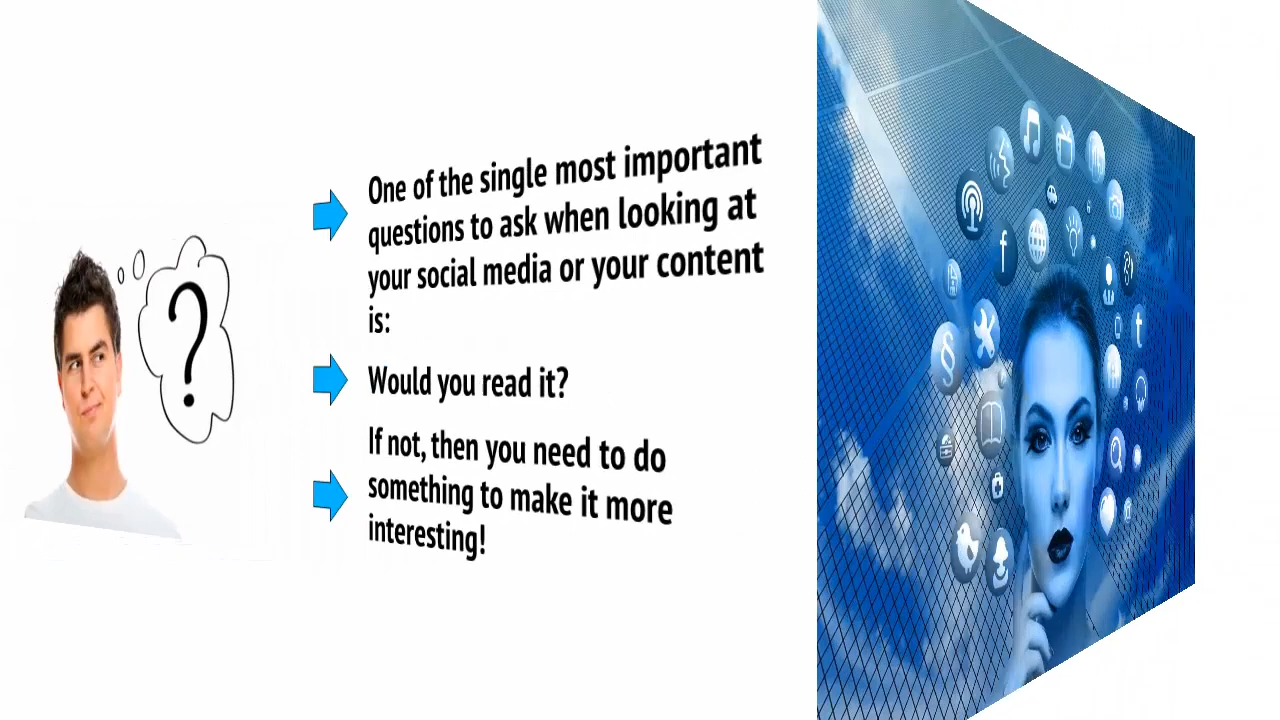 One of the single most important
questions to ask when looking at
your social media or your content
is:
Would you read it?
If not, then you need to do
something to make it more
interesting!
?
f
t
§